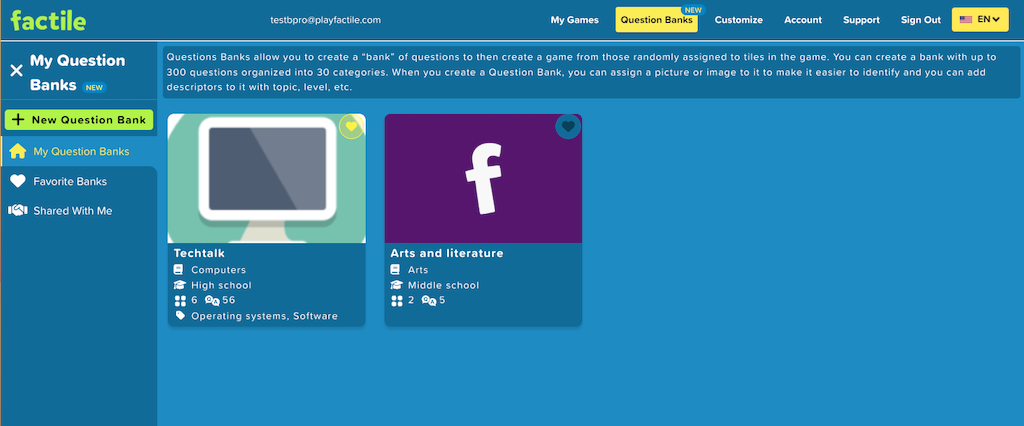 factile
testbpro@playfactile.com
My Games
Question Banks
NEW
Customize
Account
Support
Sign Out
EN
My Question
Banks NEW
New Question Bank
My Question Banks
Favorite Banks
Shared With Me
Questions Banks allow you to create a "bank" of questions to then create a game from those randomly assigned to tiles in the game. You can create a bank with up to
300 questions organized into 30 categories. When you create a Question Bank, you can assign a picture or image to it to make it easier to identify and you can add
descriptors to it with topic, level, etc.
Techtalk
Computers
High school
6 56
Operating systems, Software
f
Arts and literature
Arts
Middle school
2 5